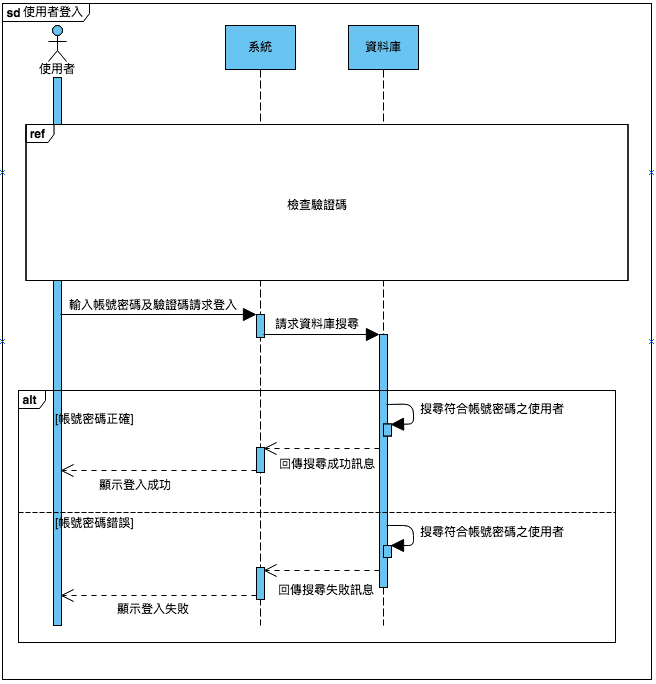 sd 使用者登入
系統
資料庫
使用者
ref
檢查驗證碼
輸入帳號密碼及驗證碼請求登入
請求資料庫搜尋
alt
搜尋符合帳號密碼之使用者
[帳號密碼正確]
回傳搜尋成功訊息
顯示登入成功
[帳號密碼錯誤]
搜尋符合帳號密碼之使用者
回傳搜尋失敗訊息
顯示登入失敗